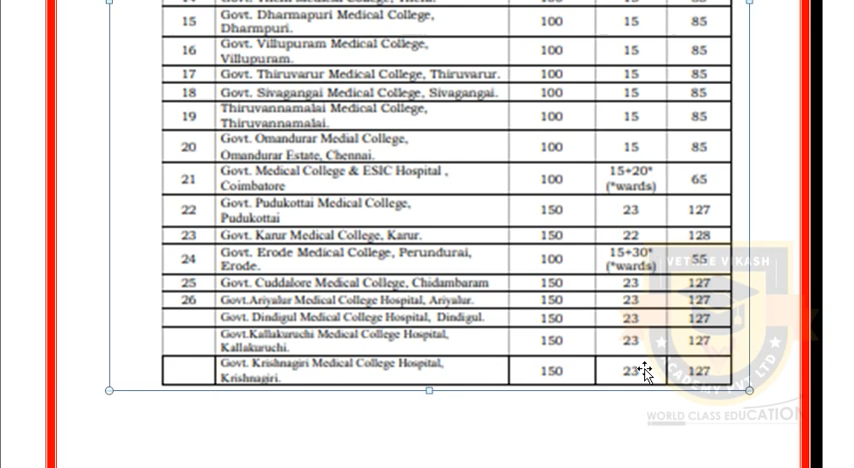 15 Govt. Dharmapuri Medical College, 100 15 85
Dharmpuri.
16 Govt. Villupuram Medical College, 100 15 85
Villupuram.
17 Govt. Thiruvarur Medical College, Thiruvarur. 100 15 85
18 Govt. Sivagangai Medical College, Sivagangai. 100 15 85
19 Thiruvannamalai Medical College, 100 15 85
Thiruvannamalai.
20 Govt. Omandurar Medial College, 100 15 85
Omandurar Estate, Chennai.
21 Govt. Medical College & ESIC Hospital , 100 15+20* 65
Coimbatore (*wards)
22 Govt. Pudukottai Medical College, 150 23 127
Pudukottai
23 Govt. Karur Medical College, Karur. 150 22 128
24 Govt. Erode Medical College, Perundurai, 100 15+30* 55
Erode. (*wards)
25 Govt. Cuddalore Medical College, Chidambaram 150 23 127
26 Govt.Ariyalur Medical College Hospital, Ariyalur. 150 23 127
Govt. Dindigul Medical College Hospital, Dindigul. 150 23 127
Govt.Kallakuruchi Medical College Hospital, 150 23 127
Kallakuruchi.
Govt. Krishnagiri Medical College Hospital, 150 23 127
Krishnagiri.
VIKASH
ACADEMY PVT LTD
WORLD CLASS EDUCATION